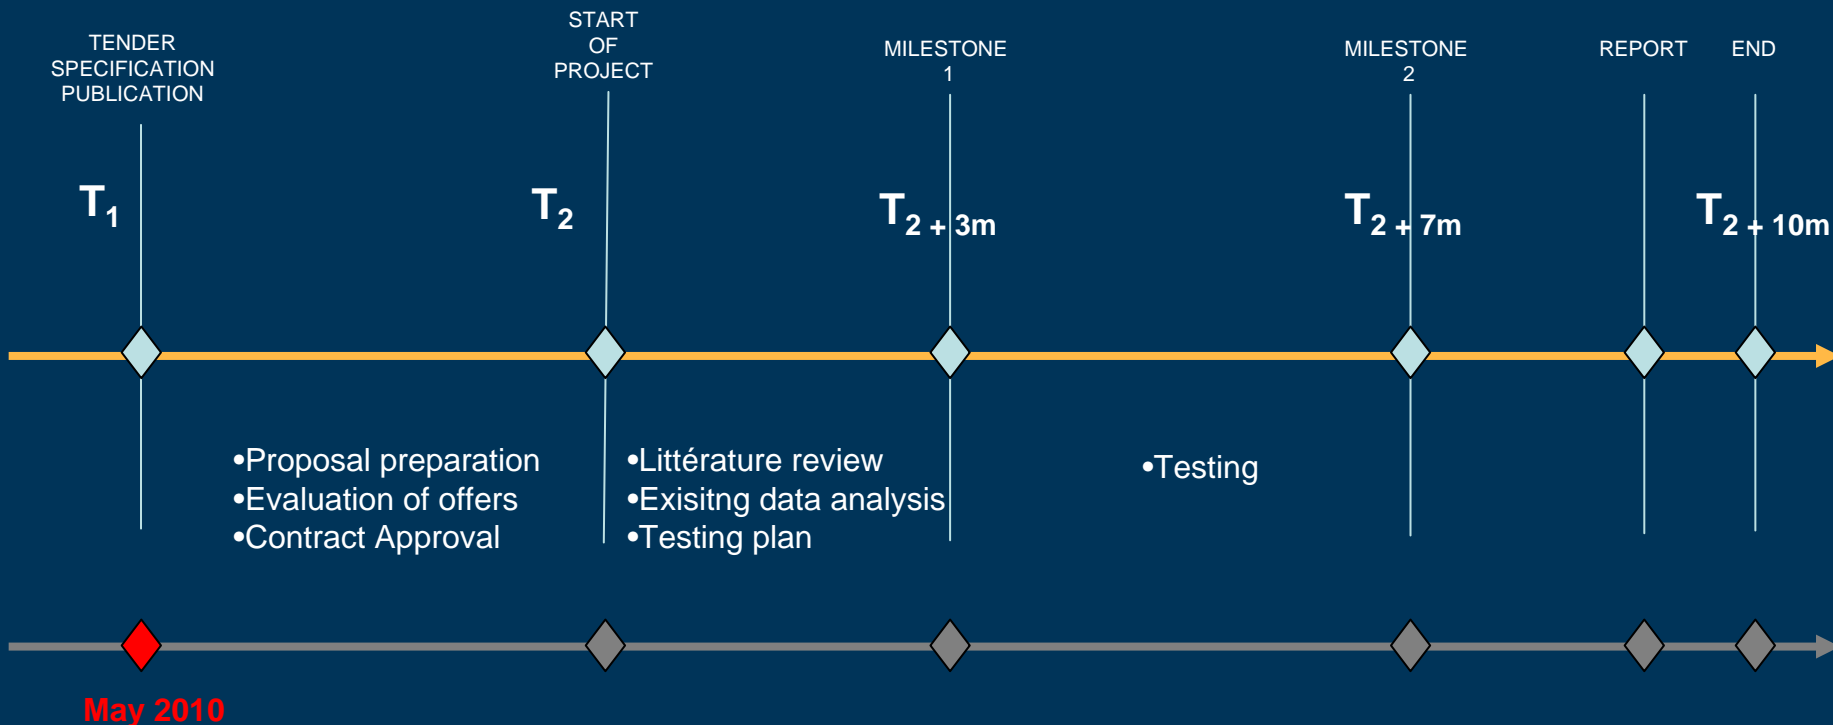 TENDER
SPECIFICATION
PUBLICATION
START
OF
PROJECT
MILESTONE
1
MILESTONE
2
REPORT
END
T1
T2
T2 + 3m
T2 + 7m
T2 + 10m
•Proposal preparation
•Evaluation of offers
•Contract Approval
•Littérature review
•Exisitng data analysis
•Testing plan
•Testing
May 2010